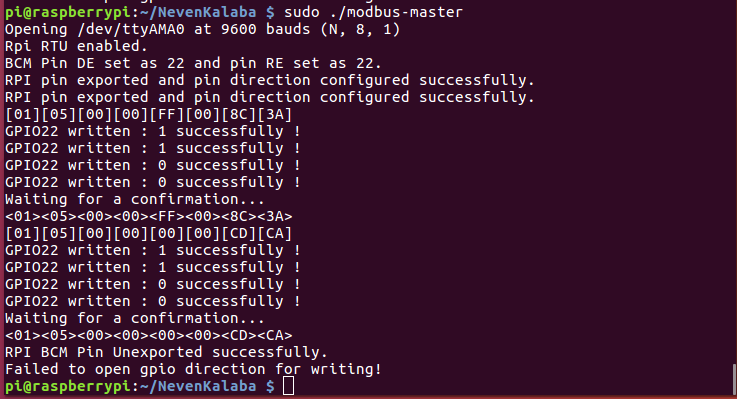 pi@raspberrypi:~/NevenKalaba $ sudo ./modbus-master
Opening /dev/ttyAMA0 at 9600 bauds (N, 8, 1)
Rpi RTU enabled.
BCM Pin DE set as 22 and pin RE set as 22.
RPI pin exported and pin direction configured successfully.
RPI pin exported and pin direction configured successfully.
[01][05][00][00][FF][00][8C][3A]
GPIO22 written : 1 successfully !
GPIO22 written : 1 successfully !
GPIO22 written : 0 successfully !
GPIO22 written : 0 successfully !
Waiting for a confirmation...
<01><05><00><00><FF><00><8C><3A>
[01][05][00][00][00][00][CD][CA]
GPIO22 written : 1 successfully !
GPIO22 written : 1 successfully !
GPIO22 written : 0 successfully !
GPIO22 written : 0 successfully !
Waiting for a confirmation...
<01><05><00><00><00><00><CD><CA>
RPI BCM Pin Unexported successfully.
Failed to open gpio direction for writing!
pi@raspberrypi:~/NevenKalaba $